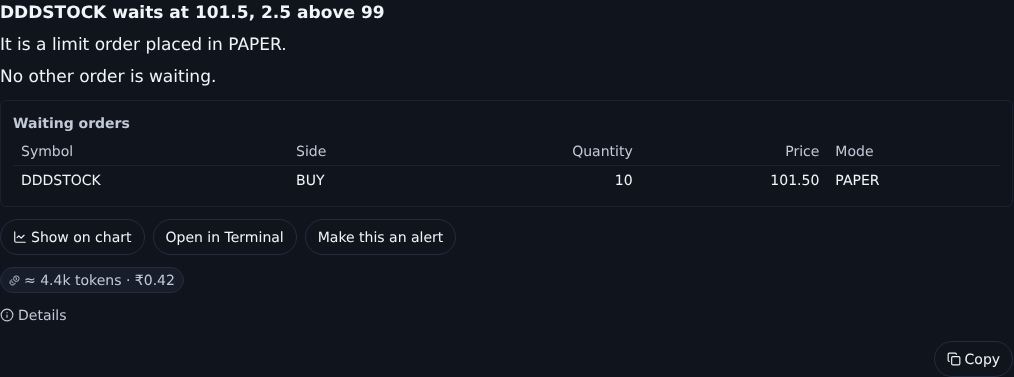 DDDSTOCK waits at 101.5, 2.5 above 99
It is a limit order placed in PAPER.
No other order is waiting.
Waiting orders
Symbol Side Quantity Price Mode
DDDSTOCK BUY 10 101.50 PAPER
Show on chart Open in Terminal Make this an alert
≈ 4.4k tokens · ₹0.42
Details
Copy